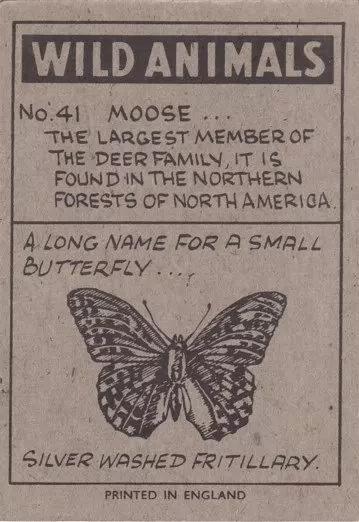 WILD ANIMALS
No. 41 MOOSE ...
THE LARGEST MEMBER OF
THE DEER FAMILY, IT IS
FOUND IN THE NORTHERN
FORESTS OF NORTH AMERICA.
A LONG NAME FOR A SMALL
BUTTERFLY ....
SILVER WASHED FRITILLARY.
PRINTED IN ENGLAND